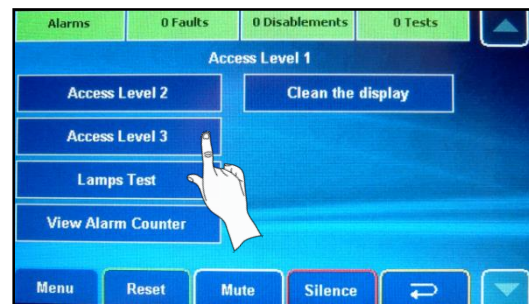 Alarms 0 Faults 0 Disablements 0 Tests
Access Level 1
Access Level 2 Clean the display
Access Level 3
Lamps Test
View Alarm Counter
Menu Reset Mute Silence